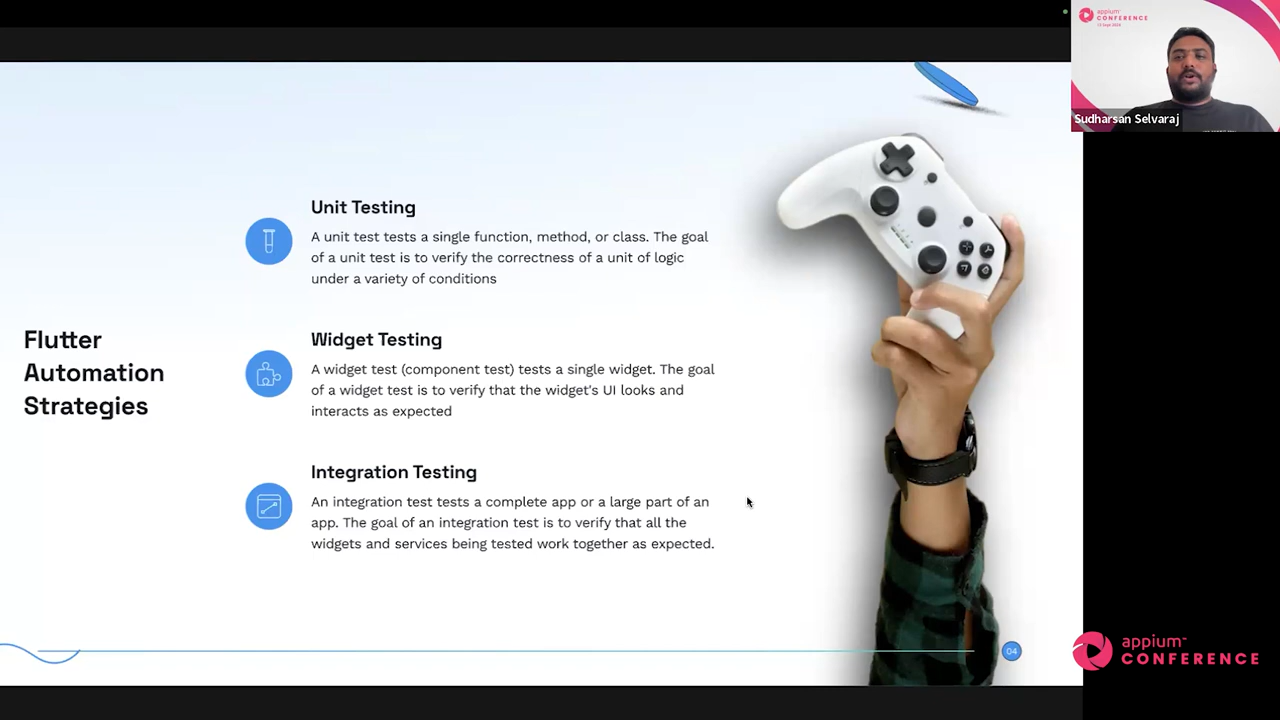 Flutter
Automation
Strategies
Unit Testing
A unit test tests a single function, method, or class. The goal
of a unit test is to verify the correctness of a unit of logic
under a variety of conditions
Widget Testing
A widget test (component test) tests a single widget. The goal
of a widget test is to verify that the widget's UI looks and
interacts as expected
Integration Testing
An integration test tests a complete app or a large part of an
app. The goal of an integration test is to verify that all the
widgets and services being tested work together as expected.
04
appium
CONFERENCE
Sudharsan Selvaraj
appium
CONFERENCE